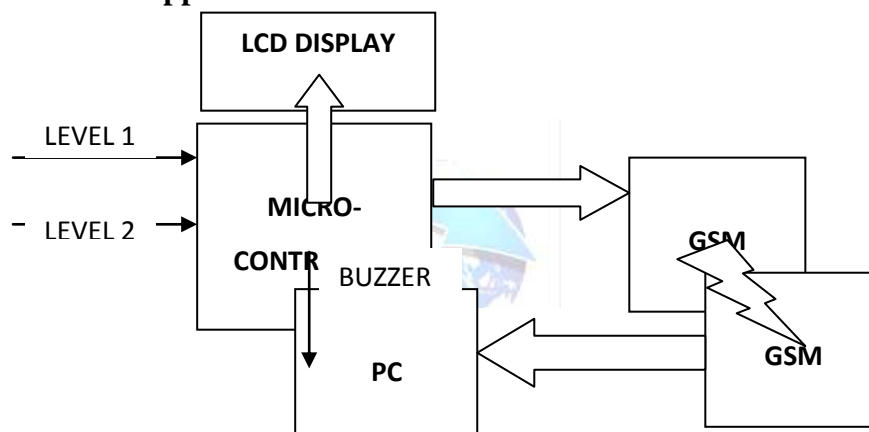 LCD DISPLAY
LEVEL 1
LEVEL 2
MICRO-
CONTR
BUZZER
GSM
PC
GSM